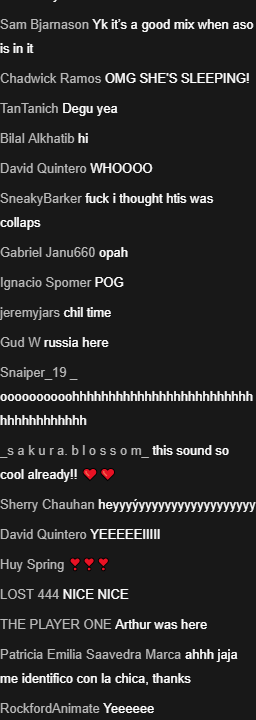 Sam Bjarnason Yk it's a good mix when aso
is in it
Chadwick Ramos OMG SHE'S SLEEPING!
TanTanich Degu yea
Bilal Alkhatib hi
David Quintero WHOOOO
SneakyBarker fuck i thought htis was
collaps
Gabriel Janu660 opah
Ignacio Spomer POG
jeremyjars chil time
Gud W russia here
Snaiper_19 _
oooooooooohhhhhhhhhhhhhhhhhhhhhhhhh
hhhhhhhhhhhh
_s a k u r a. b l o s s o m_ this sound so
cool already!! ❤️❤️
Sherry Chauhan heyyyýyyyyyyyyyyyyyyyyyy
David Quintero YEEEEEIIIII
Huy Spring ❣️❣️❣️
LOST 444 NICE NICE
THE PLAYER ONE Arthur was here
Patricia Emilia Saavedra Marca ahhh jaja
me identifico con la chica, thanks
RockfordAnimate Yeeeeee